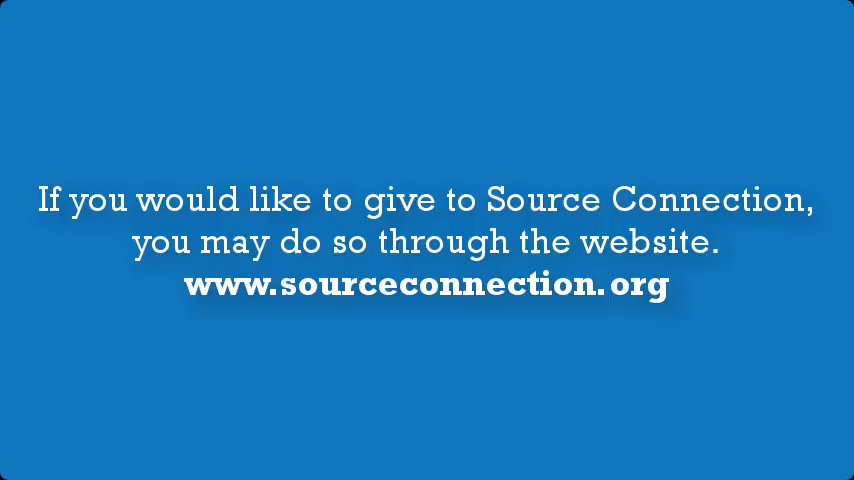 If you would like to give to Source Connection,
you may do so through the website.
www.sourceconnection.org